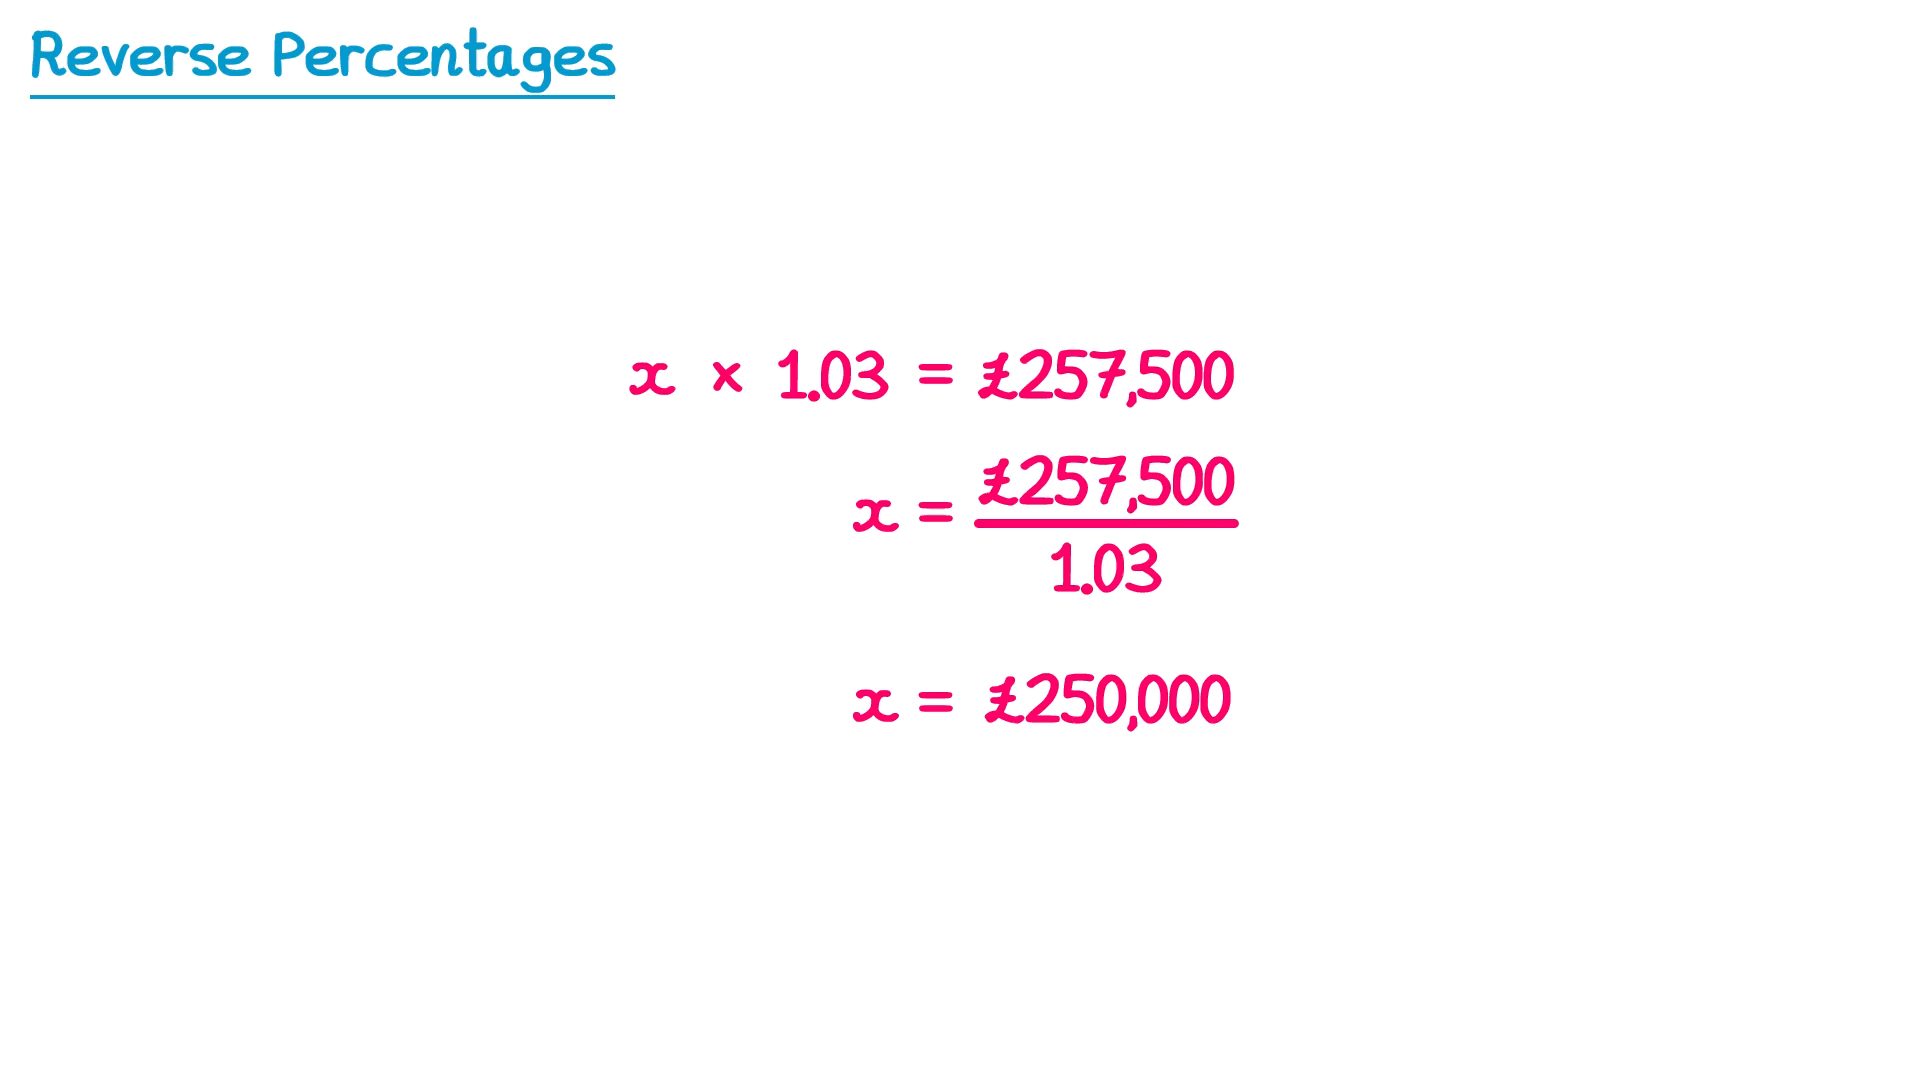 Reverse Percentages
x × 1.03 = £257,500
x = £257,500
1.03
x = £250,000